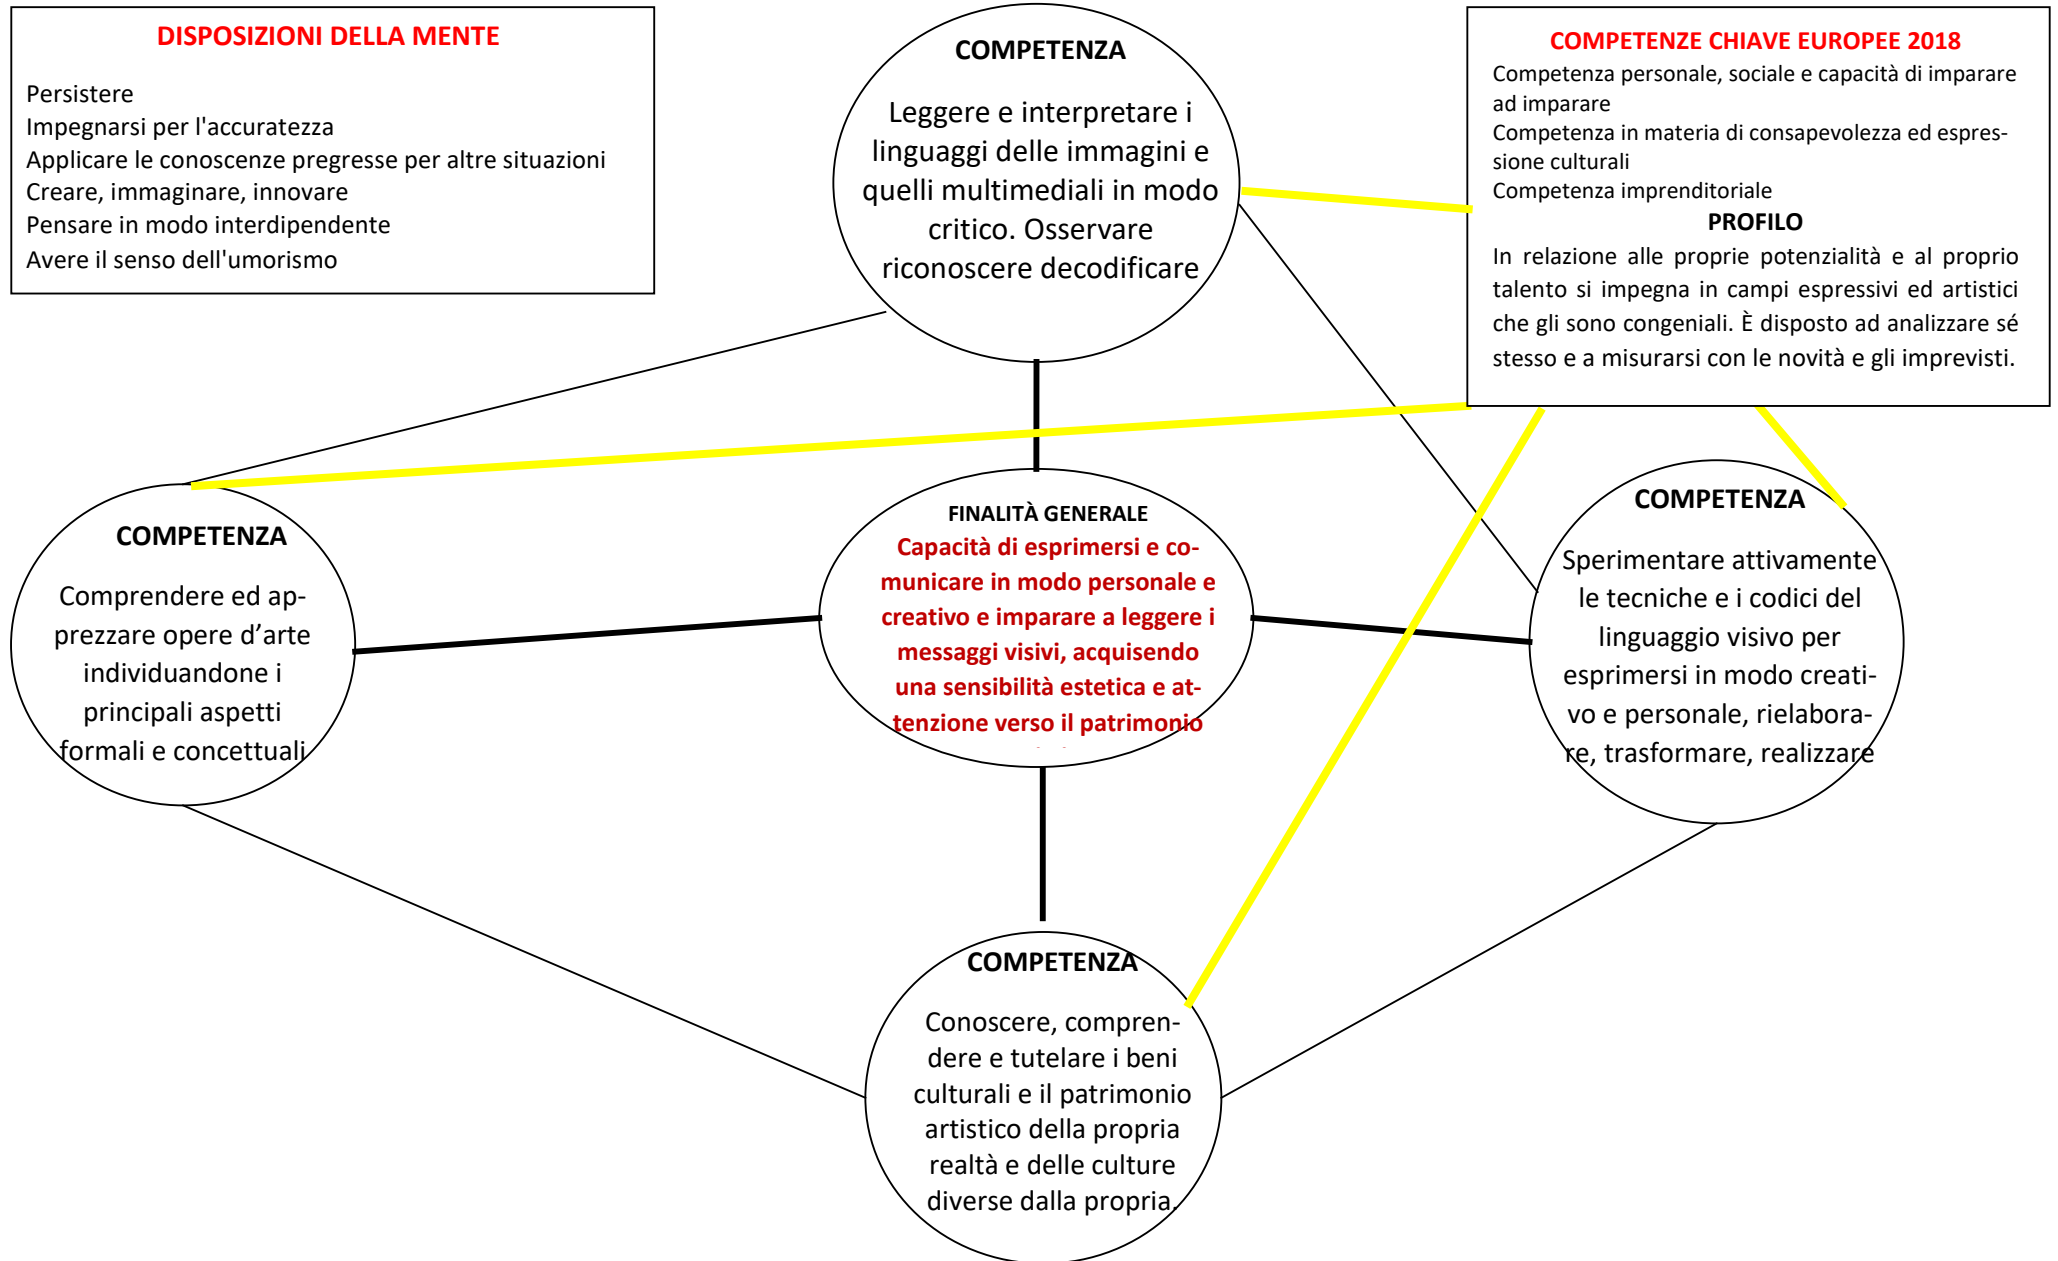 DISPOSIZIONI DELLA MENTE
Persistere
Impegnarsi per l'accuratezza
Applicare le conoscenze pregresse per altre situazioni
Creare, immaginare, innovare
Pensare in modo interdipendente
Avere il senso dell'umorismo
COMPETENZA
Leggere e interpretare i
linguaggi delle immagini e
quelli multimediali in modo
critico. Osservare
riconoscere decodificare
COMPETENZE CHIAVE EUROPEE 2018
Competenza personale, sociale e capacità di imparare
ad imparare
Competenza in materia di consapevolezza ed espres-
sione culturali
Competenza imprenditoriale
PROFILO
In relazione alle proprie potenzialità e al proprio
talento si impegna in campi espressivi ed artistici
che gli sono congeniali. È disposto ad analizzare sé
stesso e a misurarsi con le novità e gli imprevisti.
COMPETENZA
Comprendere ed ap-
prezzare opere d’arte
individuandone i
principali aspetti
formali e concettuali
FINALITÀ GENERALE
Capacità di esprimersi e co-
municare in modo personale e
creativo e imparare a leggere i
messaggi visivi, acquisendo
una sensibilità estetica e at-
tenzione verso il patrimonio
COMPETENZA
Sperimentare attivamente
le tecniche e i codici del
linguaggio visivo per
esprimersi in modo creati-
vo e personale, rielabora-
re, trasformare, realizzare
COMPETENZA
Conoscere, compren-
dere e tutelare i beni
culturali e il patrimonio
artistico della propria
realtà e delle culture
diverse dalla propria.